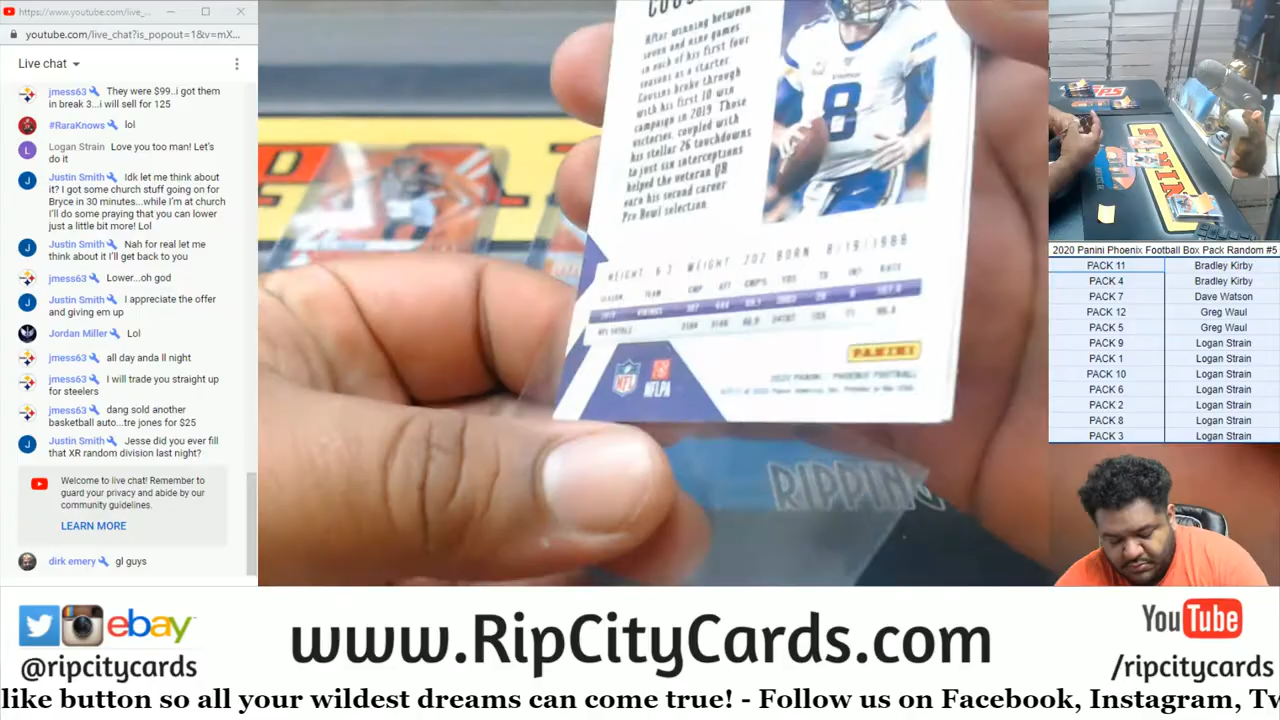 https://www.youtube.com/live_...
youtube.com/live_chat?is_popout=1&v=mX...
Live chat
jmess63 They were $99..i got them
in break 3...i will sell for 125
#RaraKnows lol
L
Logan Strain Love you too man! Let's
do it
J
Justin Smith Idk let me think about
it? I got some church stuff going on for
Bryce in 30 minutes...while I'm at church
I'll do some praying that you can lower
just a little bit more! Lol
J
Justin Smith Nah for real let me
think about it I'll get back to you
jmess63 Lower...oh god
J
Justin Smith I appreciate the offer
and giving em up
Jordan Miller Lol
jmess63 all day anda ll night
jmess63 I will trade you straight up
for steelers
jmess63 dang sold another
basketball auto...tre jones for $25
J
Justin Smith Jesse did you ever fill
that XR random division last night?
Welcome to live chat! Remember to
guard your privacy and abide by our
community guidelines.
LEARN MORE
dirk emery gl guys
After winning between
seven and nine games
in each of his first four
seasons as a starter
Cousins broke through
with his first 10 win
campaign in 2019 Those
victories, coupled with
his stellar 26 touchdowns
to just six interceptions
helped the veteran QB
earn his second career
Pro Bowl selection
8
HEIGHT 6 3 WEIGHT 202 BORN 8/19/1988
SEASON TEAM
PANINI
NFL NFLPA
RIPPIN
2020 Panini Phoenix Football Box Pack Random #5
PACK 11 Bradley Kirby
PACK 4 Bradley Kirby
PACK 7 Dave Watson
PACK 12 Greg Waul
PACK 5 Greg Waul
PACK 9 Logan Strain
PACK 1 Logan Strain
PACK 10 Logan Strain
PACK 6 Logan Strain
PACK 2 Logan Strain
PACK 8 Logan Strain
PACK 3 Logan Strain
ebay
@ripcitycards
www.RipCityCards.com
YouTube
/ripcitycards
like button so all your wildest dreams can come true! - Follow us on Facebook, Instagram, Tw